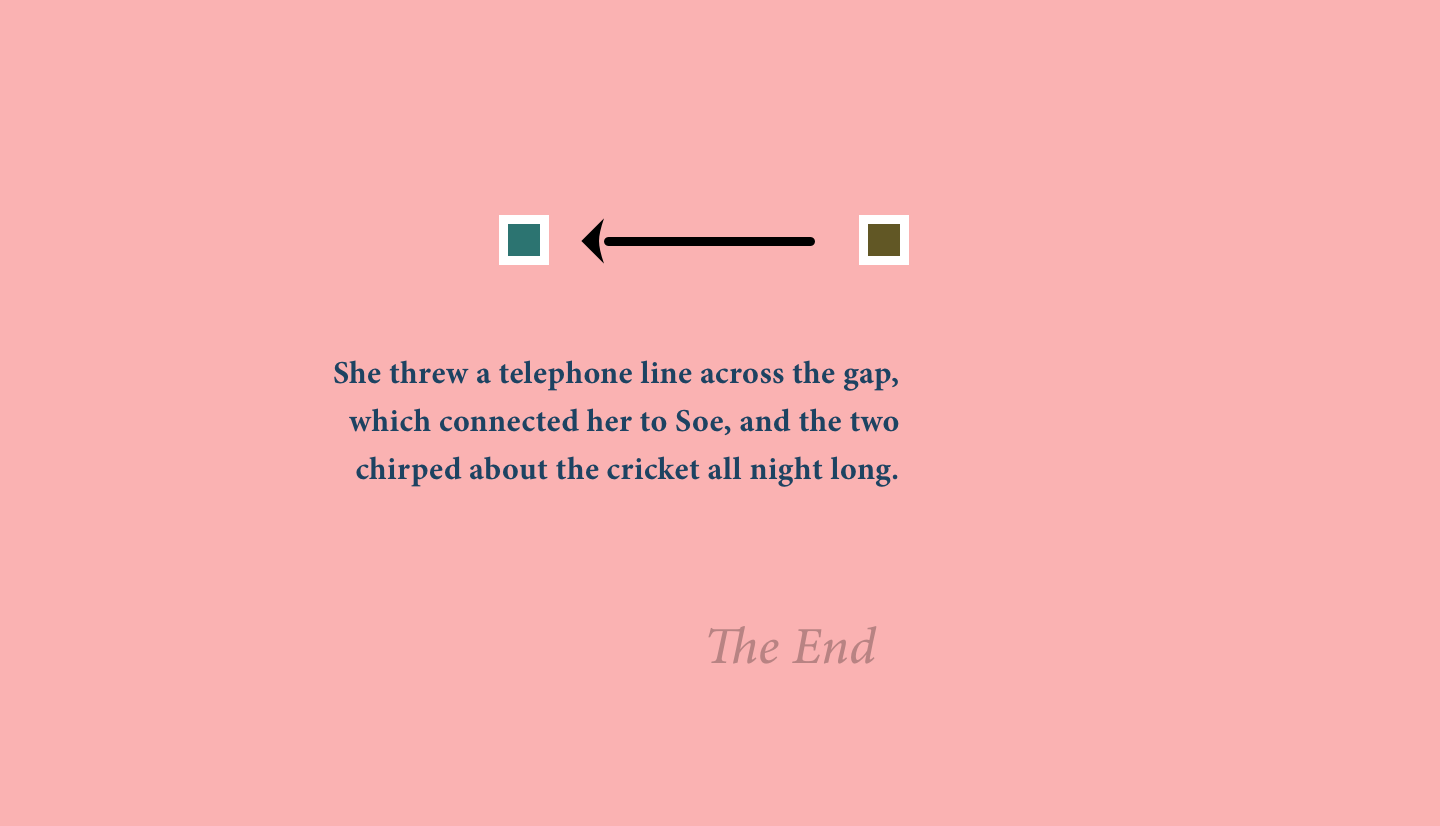 She threw a telephone line across the gap,
which connected her to Soe, and the two
chirped about the cricket all night long.
The End